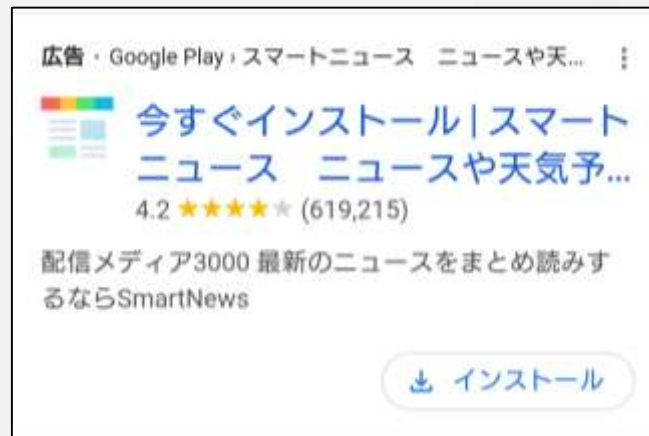 広告・Google Play › スマートニュース　ニュースや天...
今すぐインストール | スマート
ニュース　ニュースや天気予...
4.2 ★★★★★ (619,215)
配信メディア3000 最新のニュースをまとめ読みす
るならSmartNews
インストール